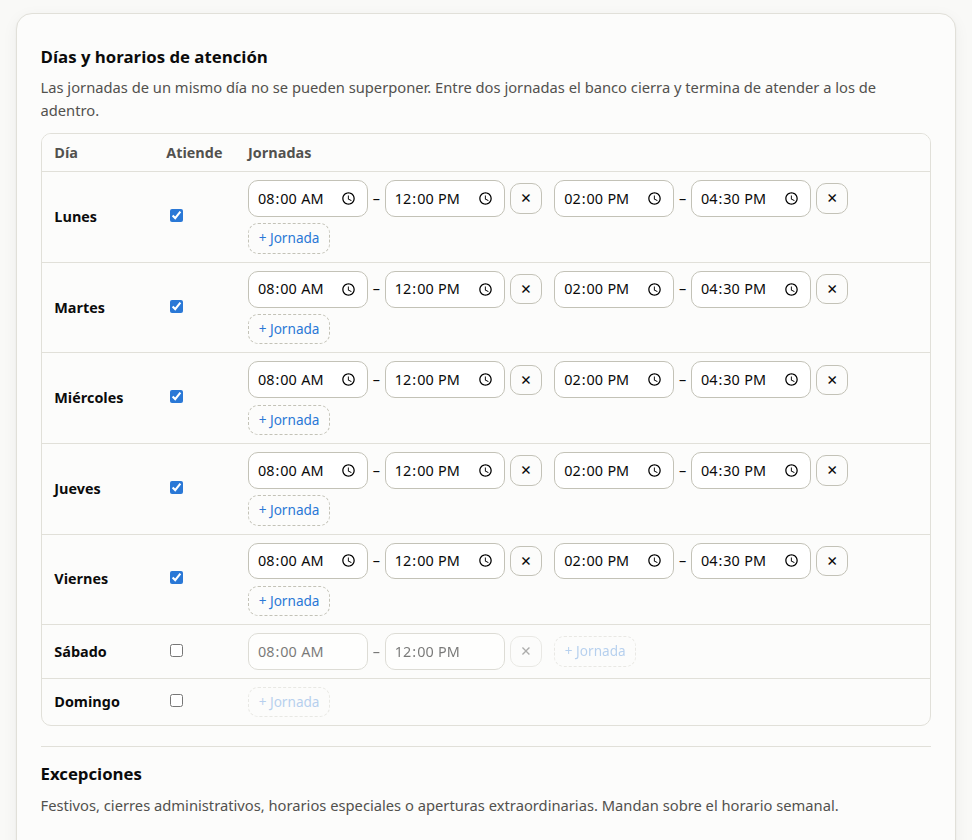 Días y horarios de atención
Las jornadas de un mismo día no se pueden superponer. Entre dos jornadas el banco cierra y termina de atender a los de
adentro.
Día Atiende Jornadas
Lunes 08:00 AM – 12:00 PM × 02:00 PM – 04:30 PM ×
+ Jornada
Martes 08:00 AM – 12:00 PM × 02:00 PM – 04:30 PM ×
+ Jornada
Miércoles 08:00 AM – 12:00 PM × 02:00 PM – 04:30 PM ×
+ Jornada
Jueves 08:00 AM – 12:00 PM × 02:00 PM – 04:30 PM ×
+ Jornada
Viernes 08:00 AM – 12:00 PM × 02:00 PM – 04:30 PM ×
+ Jornada
Sábado 08:00 AM – 12:00 PM × + Jornada
Domingo + Jornada
Excepciones
Festivos, cierres administrativos, horarios especiales o aperturas extraordinarias. Mandan sobre el horario semanal.